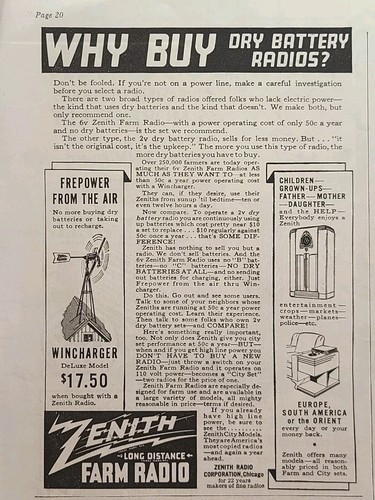 Page 20
WHY BUY DRY BATTERY
RADIOS?
Don't be fooled. If you're not on a power line, make a careful investigation
before you select a radio.
There are two broad types of radios offered folks who lack electric power—
the kind that uses dry batteries and the kind that doesn't. We make both, but
only recommend one.
The 6v Zenith Farm Radio—with a power operating cost of only 50c a year
and no dry batteries—is the set we recommend.
The other type, the 2v dry battery radio, sells for less money. But . . . "it
isn't the original cost, it's the upkeep." The more you use this type of radio, the
more dry batteries you have to buy.
FREPOWER
FROM THE AIR
No more buying dry
batteries or taking
out to recharge.
WINCHARGER
DeLuxe Model
$17.50
when bought with a
Zenith Radio.
Over 250,000 farmers are today oper-
ating their 6v Zenith Farm Radios AS
MUCH AS THEY WANT TO—at less
than 50c a year power operating cost
with a Wincharger.
They can, if they desire, use their
Zeniths from sunup 'til bedtime—ten or
even twelve hours a day.
Now compare. To operate a 2v dry
battery radio you are continuously using
up batteries which cost pretty near $10
a set to replace . . . $10 regularly against
50c once a year . . . that's SOME DIF-
FERENCE!
Zenith has nothing to sell you but a
radio. We don't sell batteries. And the
6v Zenith Farm Radio uses no "B" bat-
teries—no "C" batteries—NO DRY
BATTERIES AT ALL—and no sending
out batteries for charging, either. Just
Frepower from the air thru Win-
charger.
Do this. Go out and see some users.
Talk to some of your neighbors whose
Zeniths are running at 50c a year power
operating cost. Learn their experience.
Then talk to some folks who own 2v
dry battery sets—and COMPARE!
Here's something really important,
too. Not only does Zenith give you city
set performance at 50c a year—BUT—
when and if you get high line power YOU
DON'T HAVE TO BUY A NEW
RADIO—just throw a switch on your
Zenith Farm Radio and it operates on
110 volt power—becomes a "City Set"
—two radios for the price of one.
Zenith Farm Radios are especially de-
signed for farm use and are available in
a large variety of models, all mighty
reasonable in price—terms if desired.
If you already
have high line
power, be sure to
see the . . . . . . .
Zenith City Models.
They are America's
most copied radios
—and again a year
ahead.
ZENITH RADIO
CORPORATION, Chicago
for 22 years
makers of fine radios
CHILDREN—
GROWN-UPS—
FATHER—MOTHER
—DAUGHTER—
and the HELP—
Everybody enjoys a
Zenith
entertainment—
crops—markets—
weather—planes—
police—etc.
EUROPE,
SOUTH AMERICA
or the ORIENT
every day or your
money back.
Zenith offers many
models—all reason-
ably priced in both
Farm and City sets.
ZENITH
LONG DISTANCE
FARM RADIO